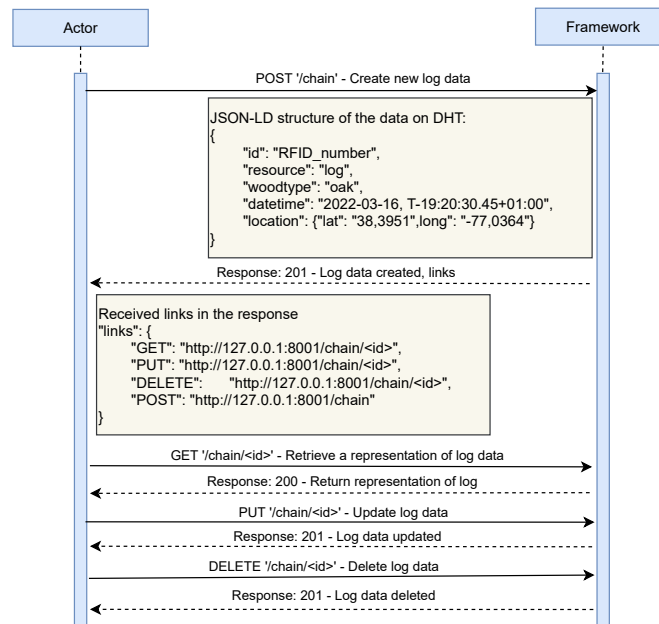 Actor
Framework
POST '/chain' - Create new log data
JSON-LD structure of the data on DHT:
{
"id": "RFID_number",
"resource": "log",
"woodtype": "oak",
"datetime": "2022-03-16, T-19:20:30.45+01:00",
"location": {"lat": "38,3951",long": "-77,0364"}
}
Response: 201 - Log data created, links
Received links in the response
"links": {
"GET": "http://127.0.0.1:8001/chain/<id>",
"PUT": "http://127.0.0.1:8001/chain/<id>",
"DELETE": "http://127.0.0.1:8001/chain/<id>",
"POST": "http://127.0.0.1:8001/chain"
}
GET '/chain/<id>' - Retrieve a representation of log data
Response: 200 - Return representation of log
PUT '/chain/<id>' - Update log data
Response: 201 - Log data updated
DELETE '/chain/<id>' - Delete log data
Response: 201 - Log data deleted